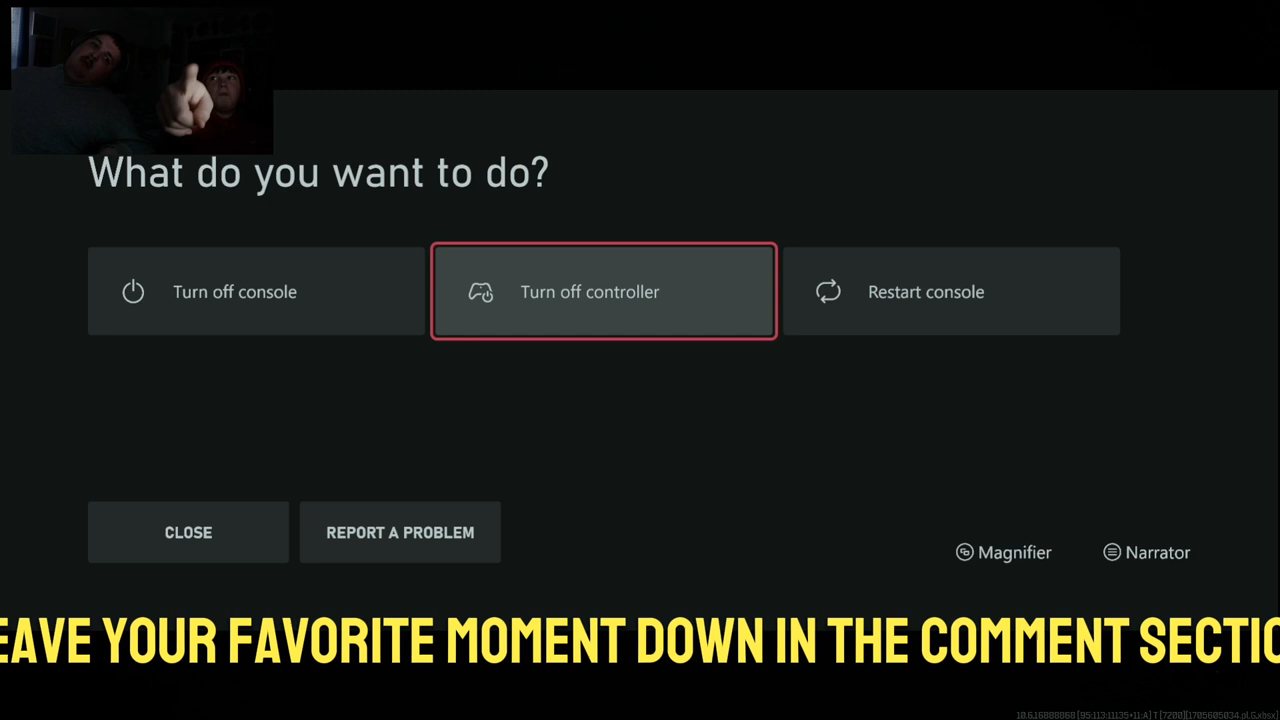 What do you want to do?
Turn off console
Turn off controller
Restart console
CLOSE
REPORT A PROBLEM
Magnifier
Narrator
EAVE YOUR FAVORITE MOMENT DOWN IN THE COMMENT SECTIO